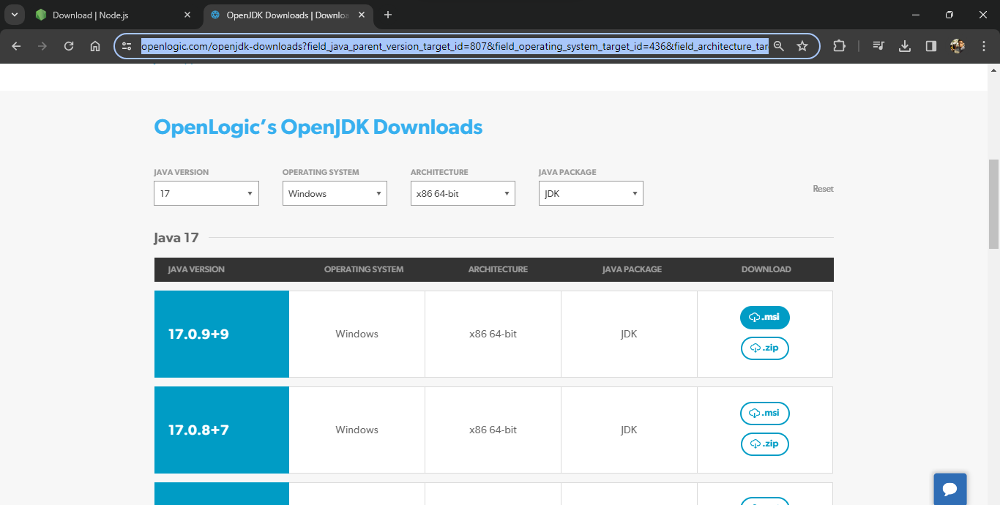 Download | Node.js
OpenJDK Downloads | Downloa
openlogic.com/openjdk-downloads?field_java_parent_version_target_id=807&field_operating_system_target_id=436&field_architecture_tar
OpenLogic's OpenJDK Downloads
JAVA VERSION OPERATING SYSTEM ARCHITECTURE JAVA PACKAGE
17 Windows x86 64-bit JDK Reset
Java 17
JAVA VERSION OPERATING SYSTEM ARCHITECTURE JAVA PACKAGE DOWNLOAD
17.0.9+9 Windows x86 64-bit JDK
.msi
.zip
17.0.8+7 Windows x86 64-bit JDK
.msi
.zip